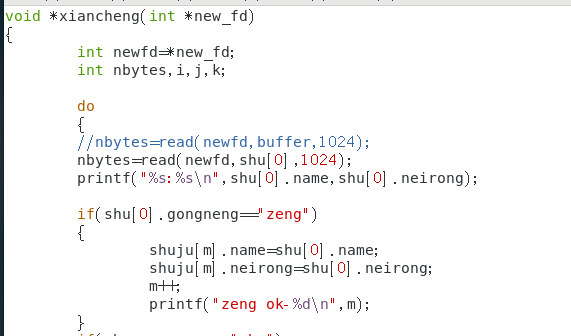 void *xiancheng(int *new_fd)
{
int newfd=*new_fd;
int nbytes,i,j,k;
do
{
//nbytes=read(newfd,buffer,1024);
nbytes=read(newfd,shu[0],1024);
printf("%s:%s\n",shu[0].name,shu[0].neirong);
if(shu[0].gongneng=="zeng")
{
shuju[m].name=shu[0].name;
shuju[m].neirong=shu[0].neirong;
m++;
printf("zeng ok-%d\n",m);
}